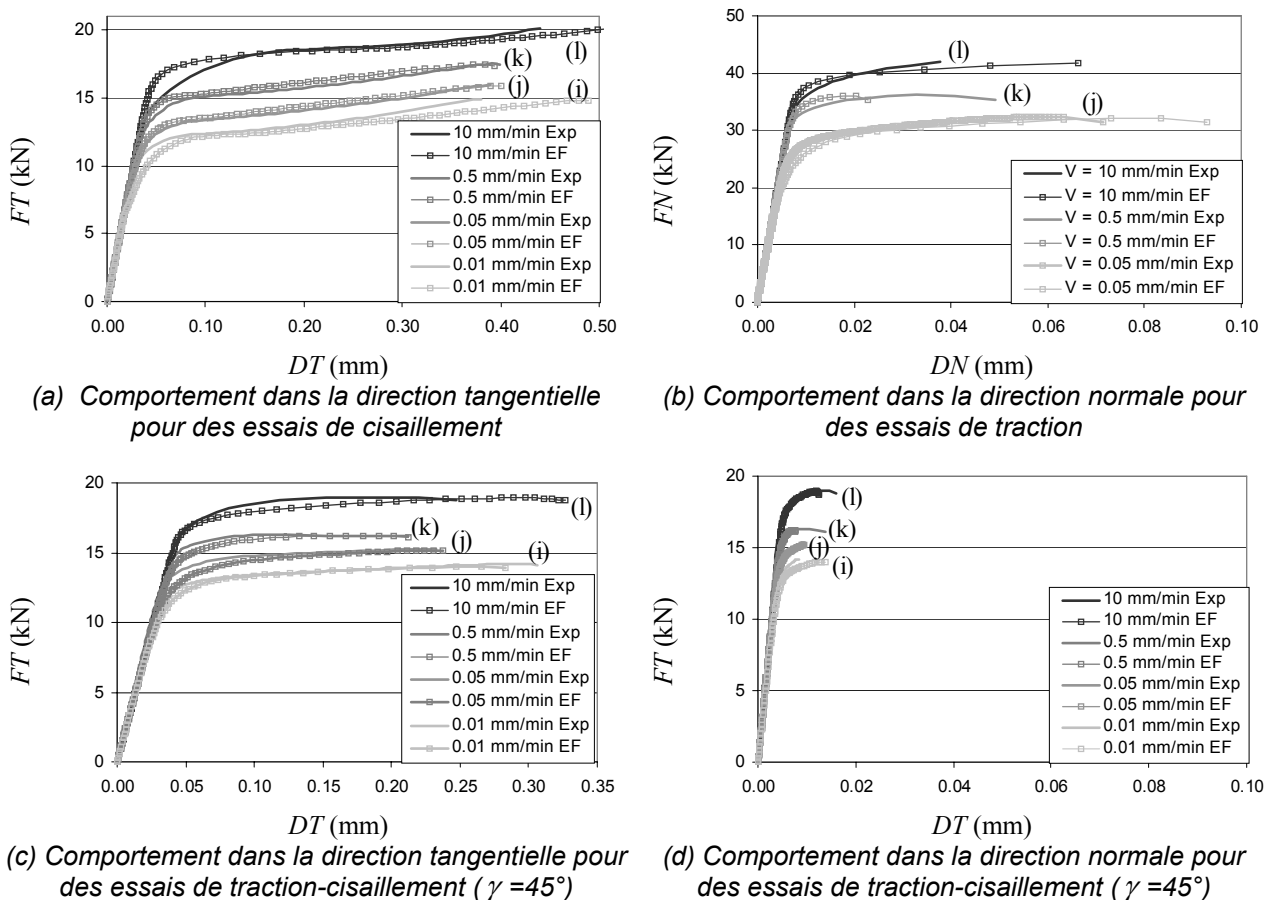 20
15
10
5
0
FT (kN)
(l)
(k)
(j)
(i)
10 mm/min Exp
10 mm/min EF
0.5 mm/min Exp
0.5 mm/min EF
0.05 mm/min Exp
0.05 mm/min EF
0.01 mm/min Exp
0.01 mm/min EF
0.00 0.10 0.20 0.30 0.40 0.50
DT (mm)
(a) Comportement dans la direction tangentielle
pour des essais de cisaillement
50
40
30
20
10
0
FN (kN)
(l)
(k)
(j)
V = 10 mm/min Exp
V = 10 mm/min EF
V = 0.5 mm/min Exp
V = 0.5 mm/min EF
V = 0.05 mm/min Exp
V = 0.05 mm/min EF
0.00 0.02 0.04 0.06 0.08 0.10
DN (mm)
(b) Comportement dans la direction normale pour
des essais de traction
20
15
10
5
0
FT (kN)
(l)
(k)
(j)
(i)
10 mm/min Exp
10 mm/min EF
0.5 mm/min Exp
0.5 mm/min EF
0.05 mm/min Exp
0.05 mm/min EF
0.01 mm/min Exp
0.01 mm/min EF
0.00 0.05 0.10 0.15 0.20 0.25 0.30 0.35
DT (mm)
(c) Comportement dans la direction tangentielle pour
des essais de traction-cisaillement ( γ =45°)
20
15
10
5
0
FT (kN)
(l)
(k)
(j)
(i)
10 mm/min Exp
10 mm/min EF
0.5 mm/min Exp
0.5 mm/min EF
0.05 mm/min Exp
0.05 mm/min EF
0.01 mm/min Exp
0.01 mm/min EF
0.00 0.02 0.04 0.06 0.08 0.10
DT (mm)
(d) Comportement dans la direction normale pour
des essais de traction-cisaillement ( γ =45°)